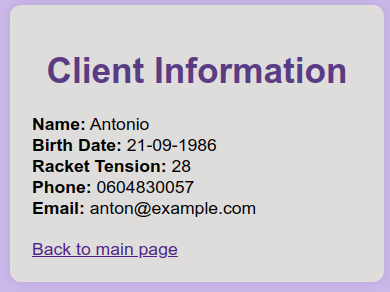 Client Information
Name: Antonio
Birth Date: 21-09-1986
Racket Tension: 28
Phone: 0604830057
Email: anton@example.com
Back to main page